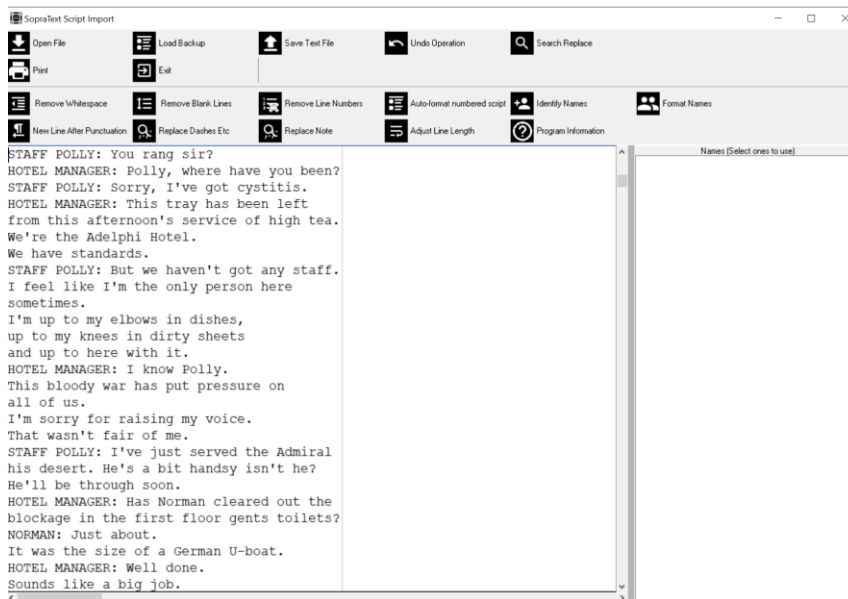 SopraText Script Import
Open File
Load Backup
Save Text File
Undo Operation
Search Replace
Print
Exit
Remove Whitespace
Remove Blank Lines
Remove Line Numbers
Auto-format numbered script
Identify Names
Format Names
New Line After Punctuation
Replace Dashes Etc
Replace Note
Adjust Line Length
Program Information
Names (Select ones to use)
STAFF POLLY: You rang sir?
HOTEL MANAGER: Polly, where have you been?
STAFF POLLY: Sorry, I've got cystitis.
HOTEL MANAGER: This tray has been left
from this afternoon's service of high tea.
We're the Adelphi Hotel.
We have standards.
STAFF POLLY: But we haven't got any staff.
I feel like I'm the only person here
sometimes.
I'm up to my elbows in dishes,
up to my knees in dirty sheets
and up to here with it.
HOTEL MANAGER: I know Polly.
This bloody war has put pressure on
all of us.
I'm sorry for raising my voice.
That wasn't fair of me.
STAFF POLLY: I've just served the Admiral
his desert. He's a bit handsy isn't he?
He'll be through soon.
HOTEL MANAGER: Has Norman cleared out the
blockage in the first floor gents toilets?
NORMAN: Just about.
It was the size of a German U-boat.
HOTEL MANAGER: Well done.
Sounds like a big job.